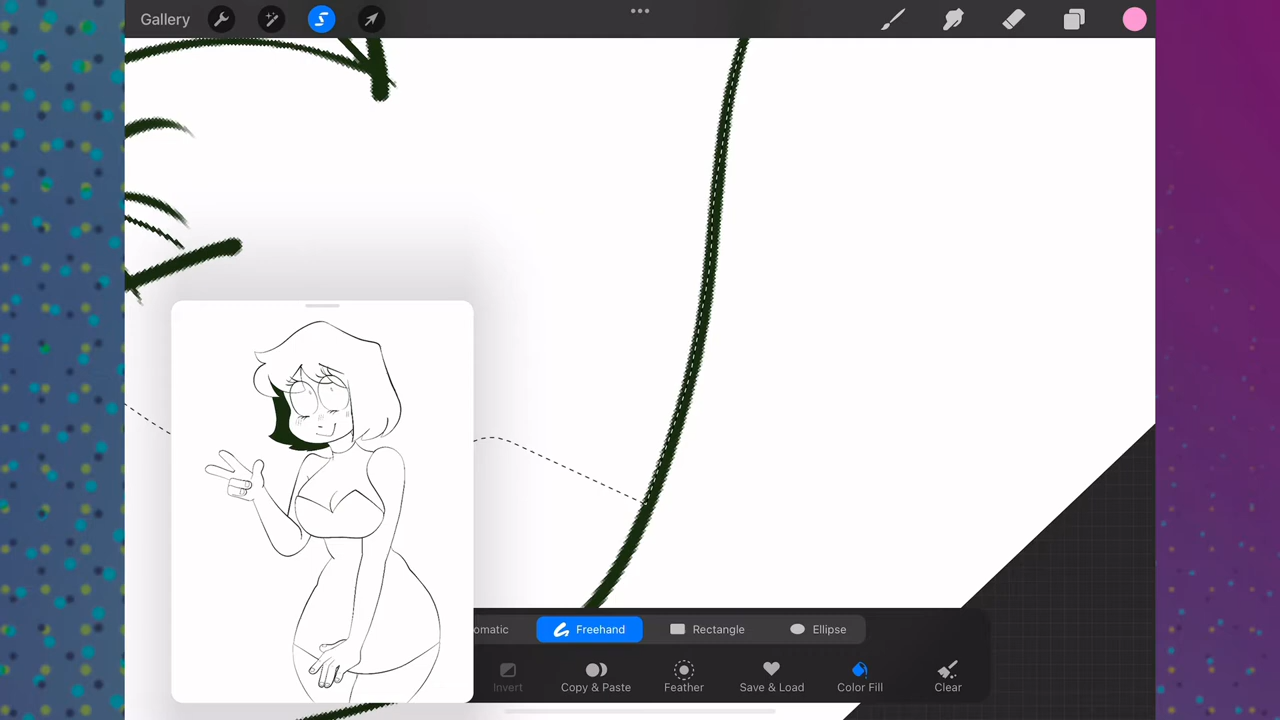 Gallery
omatic
Freehand
Rectangle
Ellipse
Invert
Copy & Paste
Feather
Save & Load
Color Fill
Clear